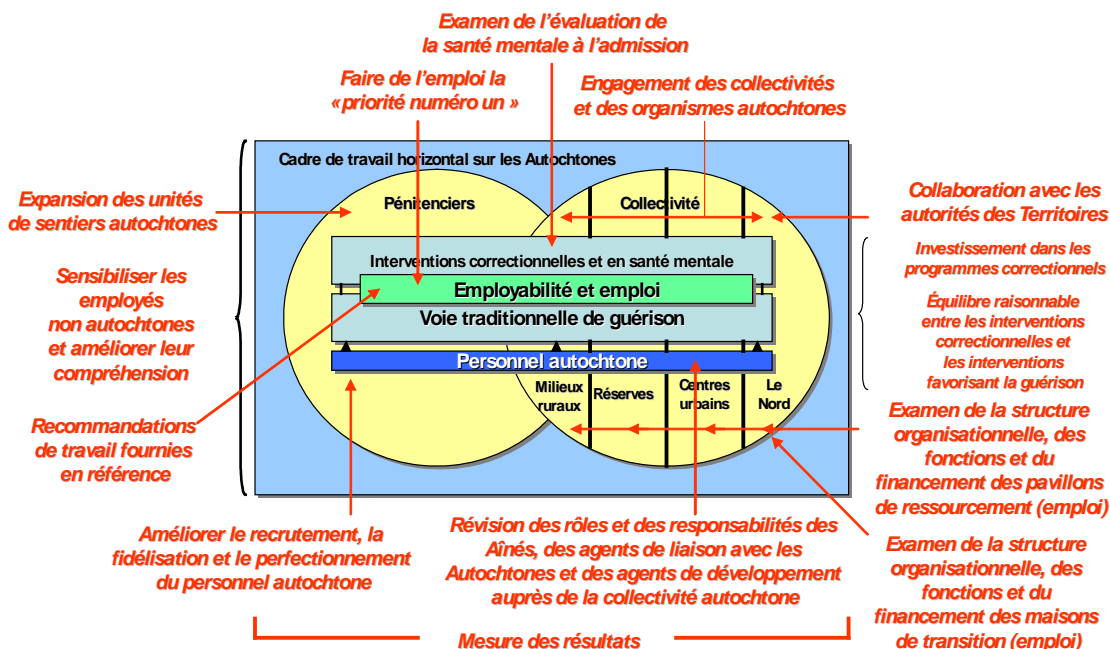 Examen de l'évaluation de
la santé mentale à l'admission
Faire de l'emploi la
« priorité numéro un »
Engagement des collectivités
et des organismes autochtones
Cadre de travail horizontal sur les Autochtones
Expansion des unités
de sentiers autochtones
Sensibiliser les
employés
non autochtones
et améliorer leur
compréhension
Recommandations
de travail fournies
en référence
Pénitenciers
Collectivité
Interventions correctionnelles et en santé mentale
Employabilité et emploi
Voie traditionnelle de guérison
Personnel autochtone
Milieux
ruraux
Réserves
Centres
urbains
Le
Nord
Collaboration avec les
autorités des Territoires
Investissement dans les
programmes correctionnels
Équilibre raisonnable
entre les interventions
correctionnelles et
les interventions
favorisant la guérison
Examen de la structure
organisationnelle, des
fonctions et du
financement des pavillons
de ressourcement (emploi)
Améliorer le recrutement, la
fidélisation et le perfectionnement
du personnel autochtone
Révision des rôles et des responsabilités des
Aînés, des agents de liaison avec les
Autochtones et des agents de développement
auprès de la collectivité autochtone
Examen de la structure
organisationnelle, des
fonctions et du
financement des maisons
de transition (emploi)
Mesure des résultats